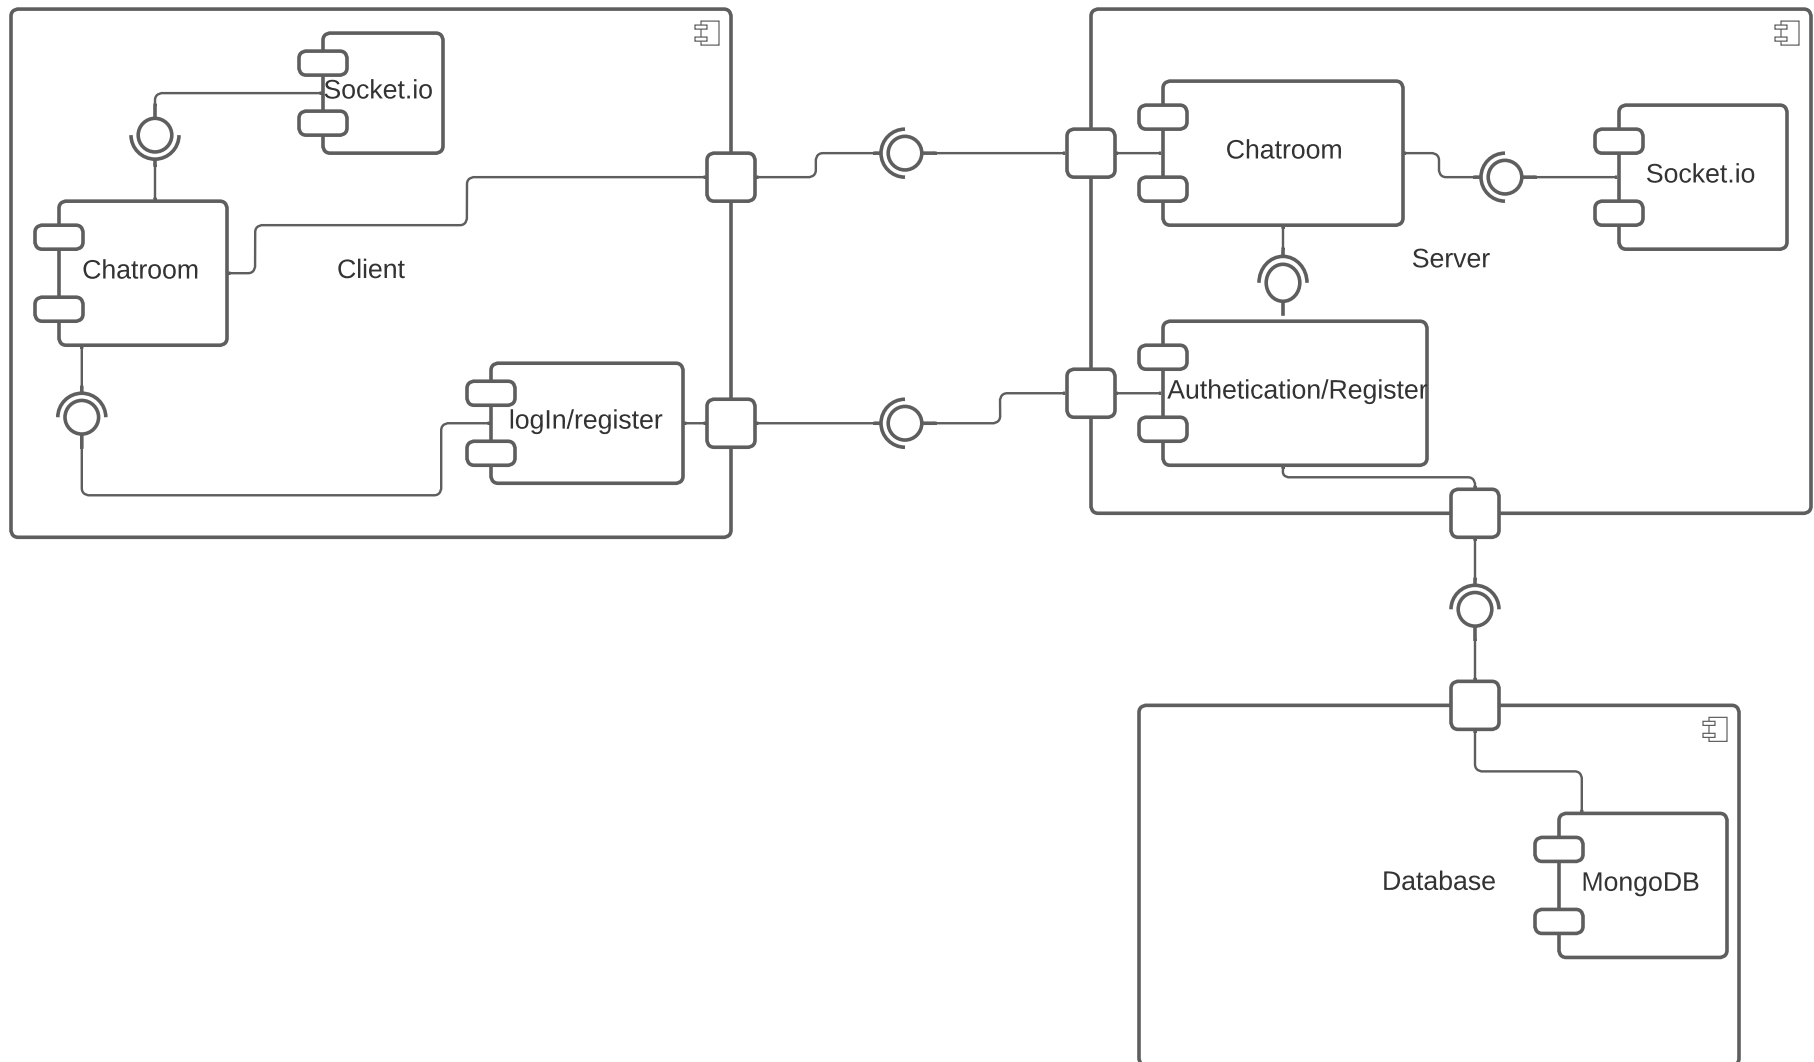 Socket.io
Chatroom
Client
logIn/register
Chatroom
Socket.io
Server
Authetication/Register
Database
MongoDB